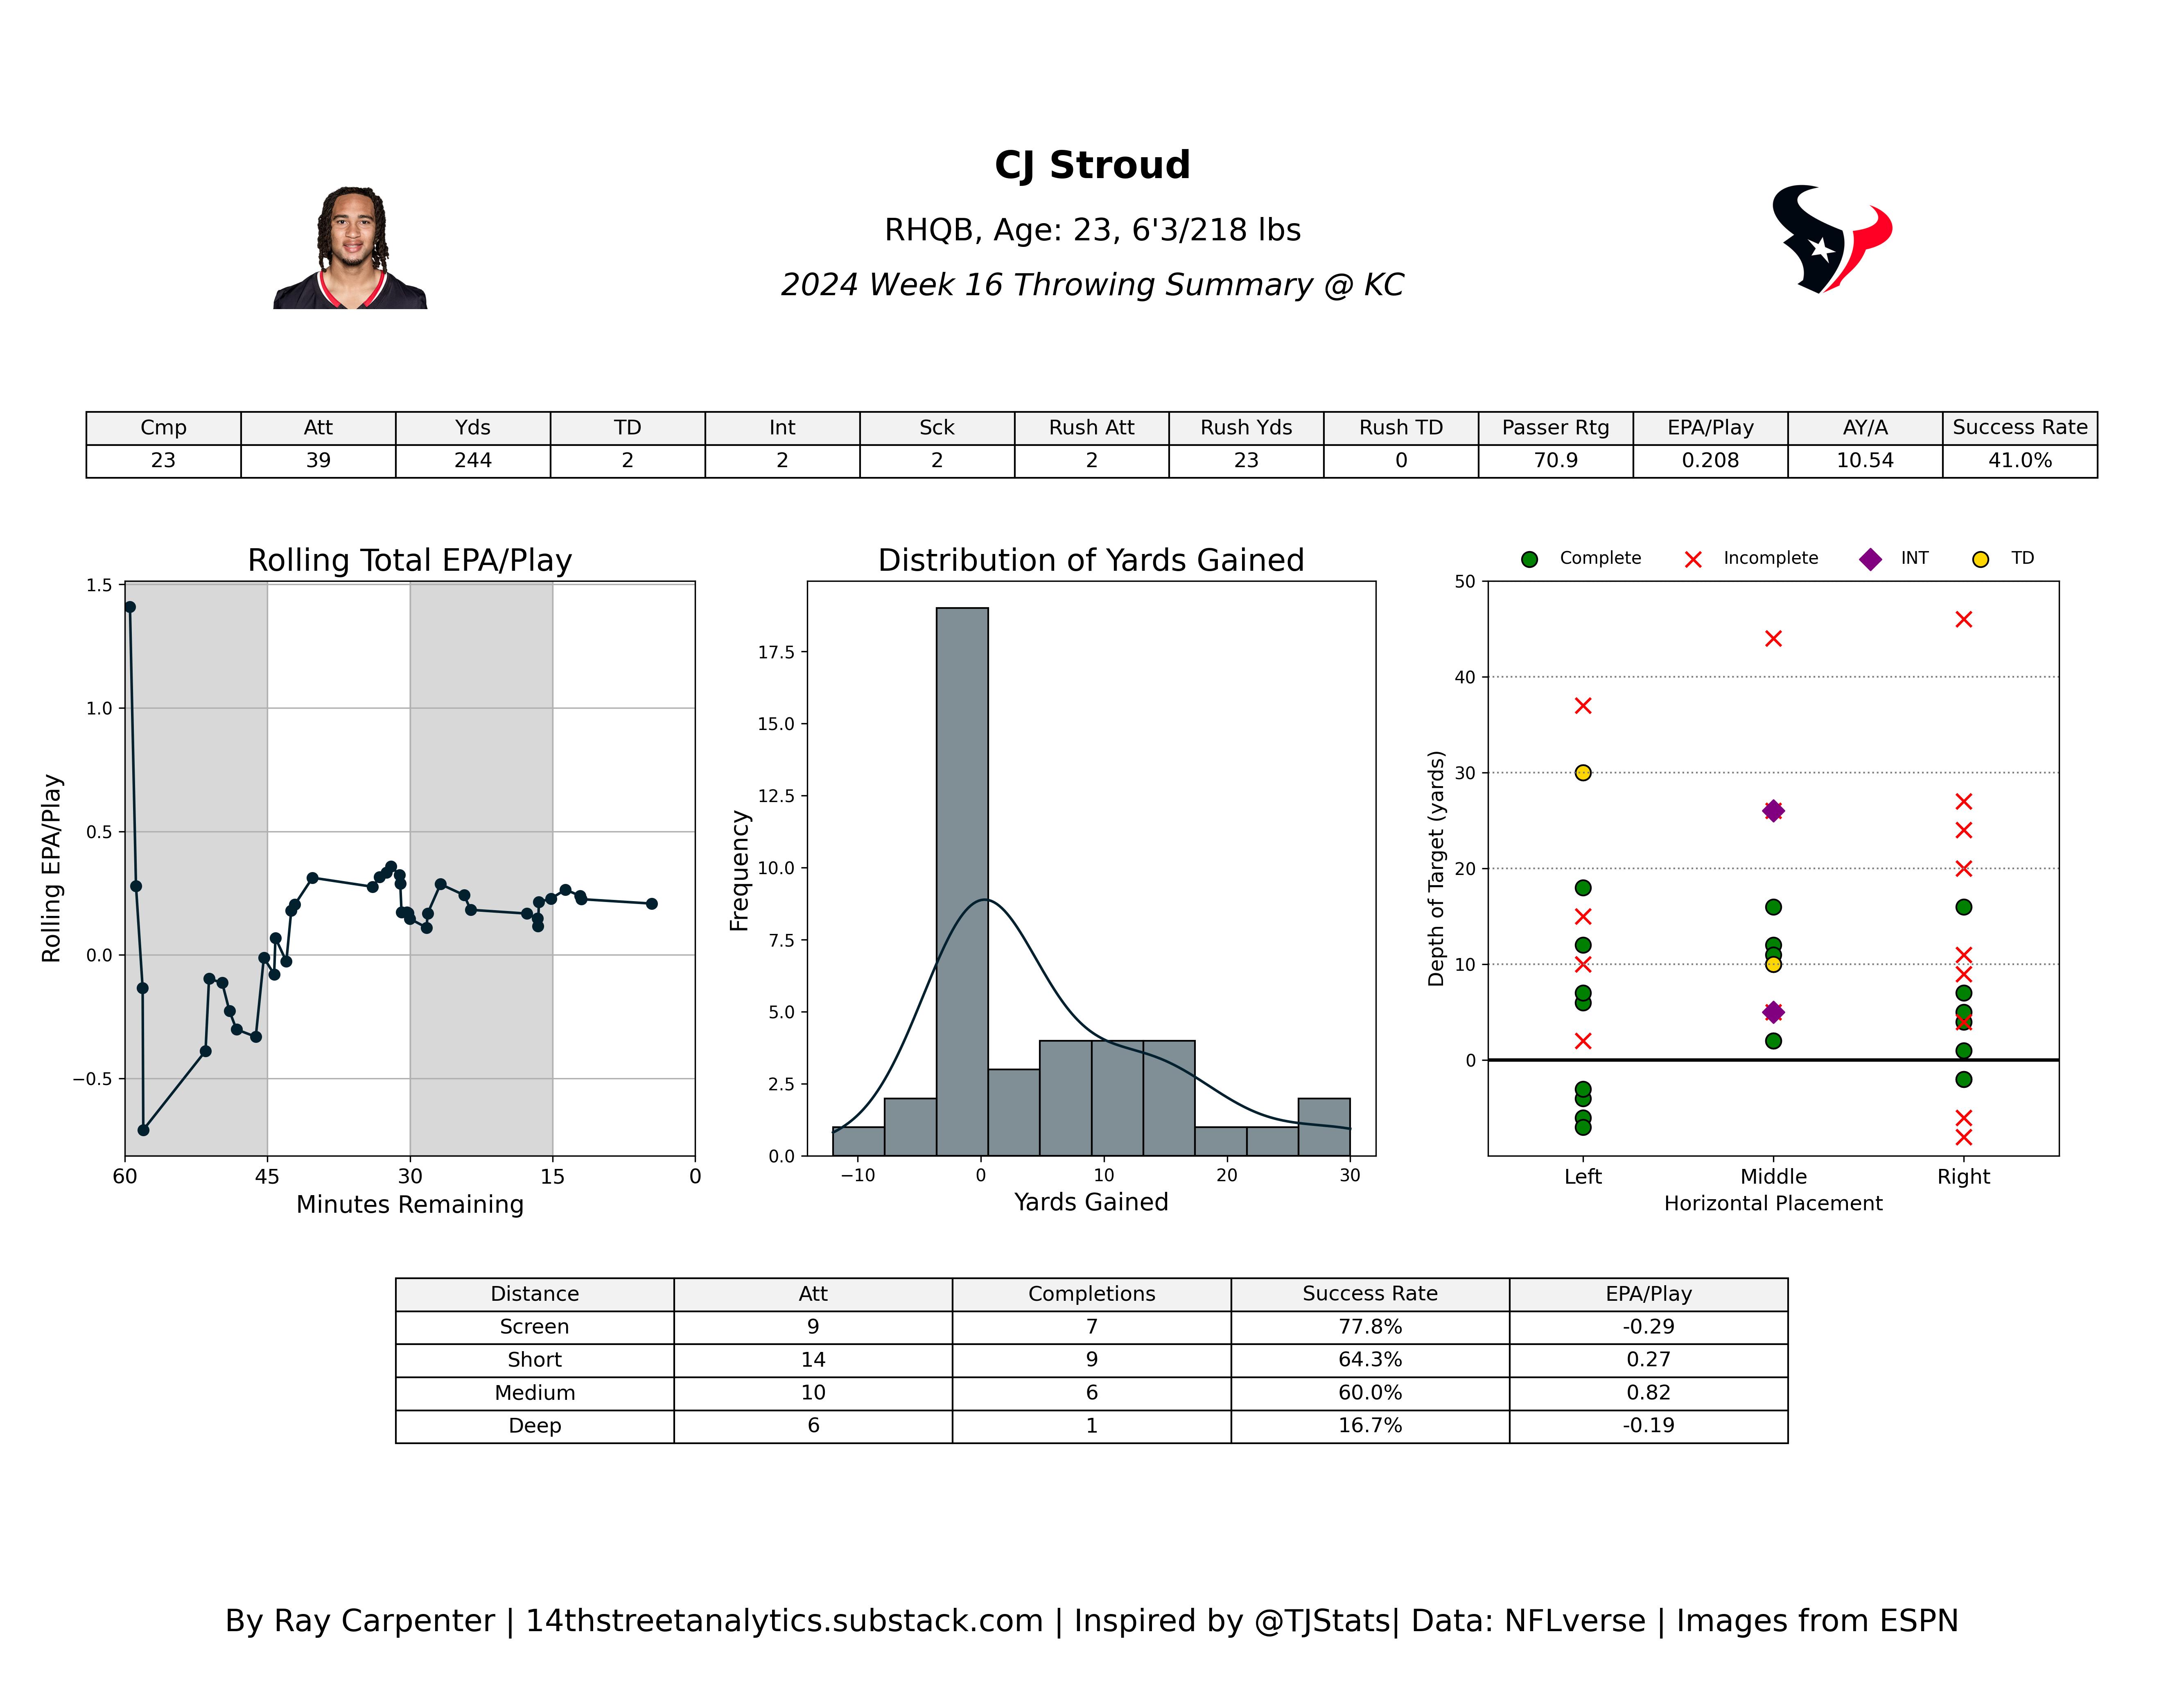 CJ Stroud
RHQB, Age: 23, 6'3/218 lbs
2024 Week 16 Throwing Summary @ KC
Cmp Att Yds TD Int Sck Rush Att Rush Yds Rush TD Passer Rtg EPA/Play AY/A Success Rate
23 39 244 2 2 2 2 23 0 70.9 0.208 10.54 41.0%
Rolling Total EPA/Play
1.5
1.0
0.5
0.0
−0.5
Rolling EPA/Play
60 45 30 15 0
Minutes Remaining
Distribution of Yards Gained
17.5
15.0
12.5
10.0
7.5
5.0
2.5
0.0
Frequency
−10 0 10 20 30
Yards Gained
Complete Incomplete INT TD
50
40
30
20
10
0
Depth of Target (yards)
Left Middle Right
Horizontal Placement
Distance Att Completions Success Rate EPA/Play
Screen 9 7 77.8% -0.29
Short 14 9 64.3% 0.27
Medium 10 6 60.0% 0.82
Deep 6 1 16.7% -0.19
By Ray Carpenter | 14thstreetanalytics.substack.com | Inspired by @TJStats| Data: NFLverse | Images from ESPN